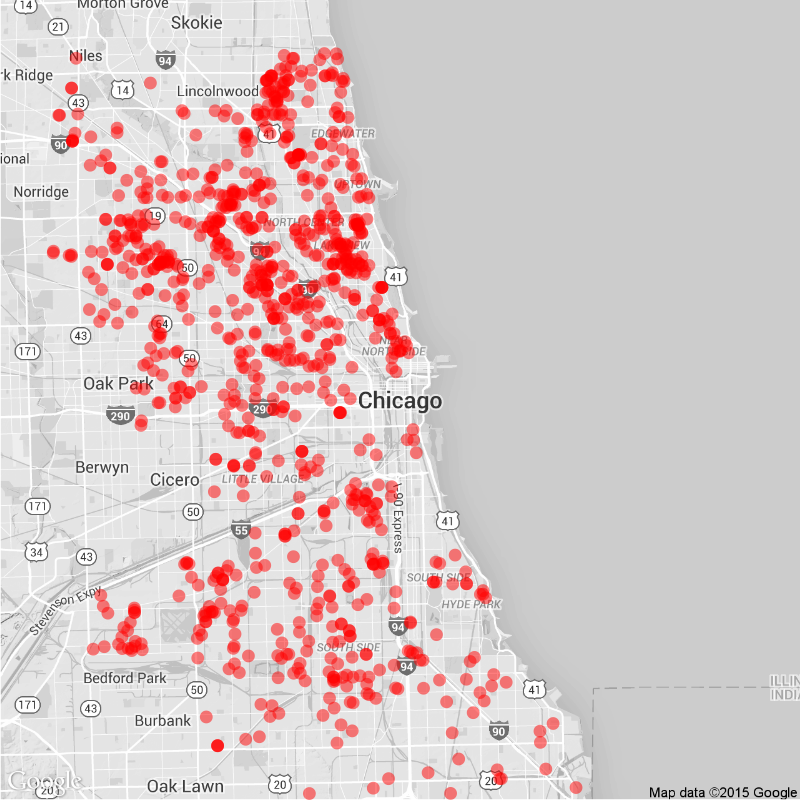 14
Morton Grove
21
Skokie
Niles
94
rk Ridge
14
Lincolnwood
43
41
EDGEWATER
90
ional
Norridge
UPTOWN
19
NORTH CENTER
LAKEVIEW
50
41
90
64
43
171
50
NORTH SIDE
Oak Park
290
290
Chicago
Berwyn
Cicero
LITTLE VILLAGE
171
50
I-90 Express
41
55
34
43
SOUTH SIDE
HYDE PARK
Stevenson Expy
94
SOUTH SIDE
94
Bedford Park
50
41
ILLIN
INDIA
171
43
Burbank
90
Oak Lawn
20
20
Google
20
Map data ©2015 Google